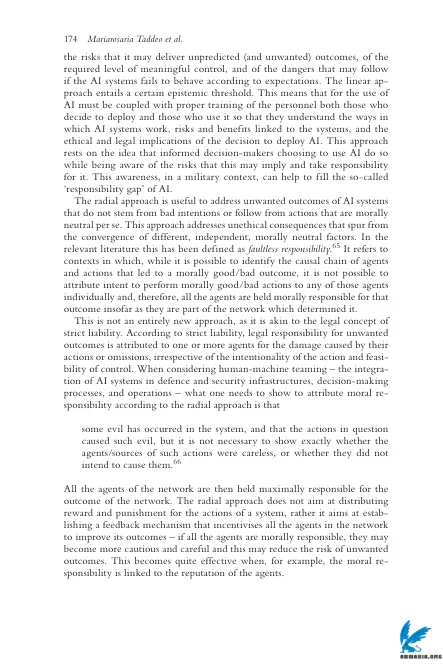 174 Mariarosaria Taddeo et al.
the risks that it may deliver unpredicted (and unwanted) outcomes, of the
required level of meaningful control, and of the dangers that may follow
if the AI systems fails to behave according to expectations. The linear ap-
proach entails a certain epistemic threshold. This means that for the use of
AI must be coupled with proper training of the personnel both those who
decide to deploy and those who use it so that they understand the ways in
which AI systems work, risks and benefits linked to the systems, and the
ethical and legal implications of the decision to deploy AI. This approach
rests on the idea that informed decision-makers choosing to use AI do so
while being aware of the risks that this may imply and take responsibility
for it. This awareness, in a military context, can help to fill the so-called
‘responsibility gap’ of AI.
The radial approach is useful to address unwanted outcomes of AI systems
that do not stem from bad intentions or follow from actions that are morally
neutral per se. This approach addresses unethical consequences that spur from
the convergence of different, independent, morally neutral factors. In the
relevant literature this has been defined as faultless responsibility.65 It refers to
contexts in which, while it is possible to identify the causal chain of agents
and actions that led to a morally good/bad outcome, it is not possible to
attribute intent to perform morally good/bad actions to any of those agents
individually and, therefore, all the agents are held morally responsible for that
outcome insofar as they are part of the network which determined it.
This is not an entirely new approach, as it is akin to the legal concept of
strict liability. According to strict liability, legal responsibility for unwanted
outcomes is attributed to one or more agents for the damage caused by their
actions or omissions, irrespective of the intentionality of the action and feasi-
bility of control. When considering human-machine teaming – the integra-
tion of AI systems in defence and security infrastructures, decision-making
processes, and operations – what one needs to show to attribute moral re-
sponsibility according to the radial approach is that
some evil has occurred in the system, and that the actions in question
caused such evil, but it is not necessary to show exactly whether the
agents/sources of such actions were careless, or whether they did not
intend to cause them.66
All the agents of the network are then held maximally responsible for the
outcome of the network. The radial approach does not aim at distributing
reward and punishment for the actions of a system, rather it aims at estab-
lishing a feedback mechanism that incentivises all the agents in the network
to improve its outcomes – if all the agents are morally responsible, they may
become more cautious and careful and this may reduce the risk of unwanted
outcomes. This becomes quite effective when, for example, the moral re-
sponsibility is linked to the reputation of the agents.